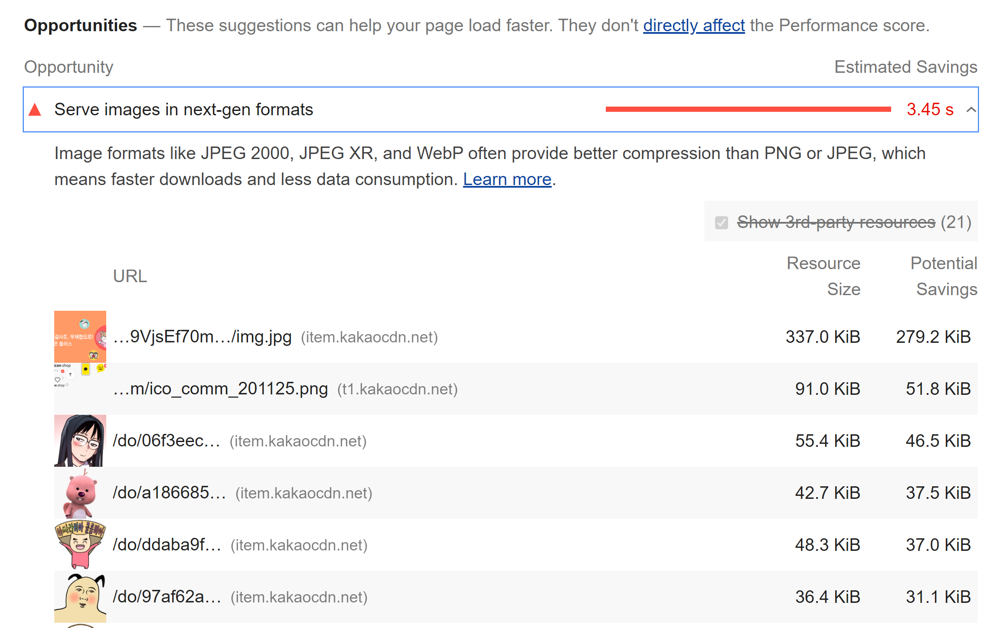 Opportunities — These suggestions can help your page load faster. They don't directly affect the Performance score.
Opportunity Estimated Savings
Serve images in next-gen formats 3.45 s
Image formats like JPEG 2000, JPEG XR, and WebP often provide better compression than PNG or JPEG, which
means faster downloads and less data consumption. Learn more.
Show 3rd-party resources (21)
URL Resource Size Potential Savings
감사도, 무제한으로!
콘 플러스
…9VjsEf70m…/img.jpg (item.kakaocdn.net) 337.0 KiB 279.2 KiB
icon shop
on shop
…m/ico_comm_201125.png (t1.kakaocdn.net) 91.0 KiB 51.8 KiB
/do/06f3eec… (item.kakaocdn.net) 55.4 KiB 46.5 KiB
/do/a186685… (item.kakaocdn.net) 42.7 KiB 37.5 KiB
아싸라비아 콜롬비아
/do/ddaba9f… (item.kakaocdn.net) 48.3 KiB 37.0 KiB
/do/97af62a… (item.kakaocdn.net) 36.4 KiB 31.1 KiB